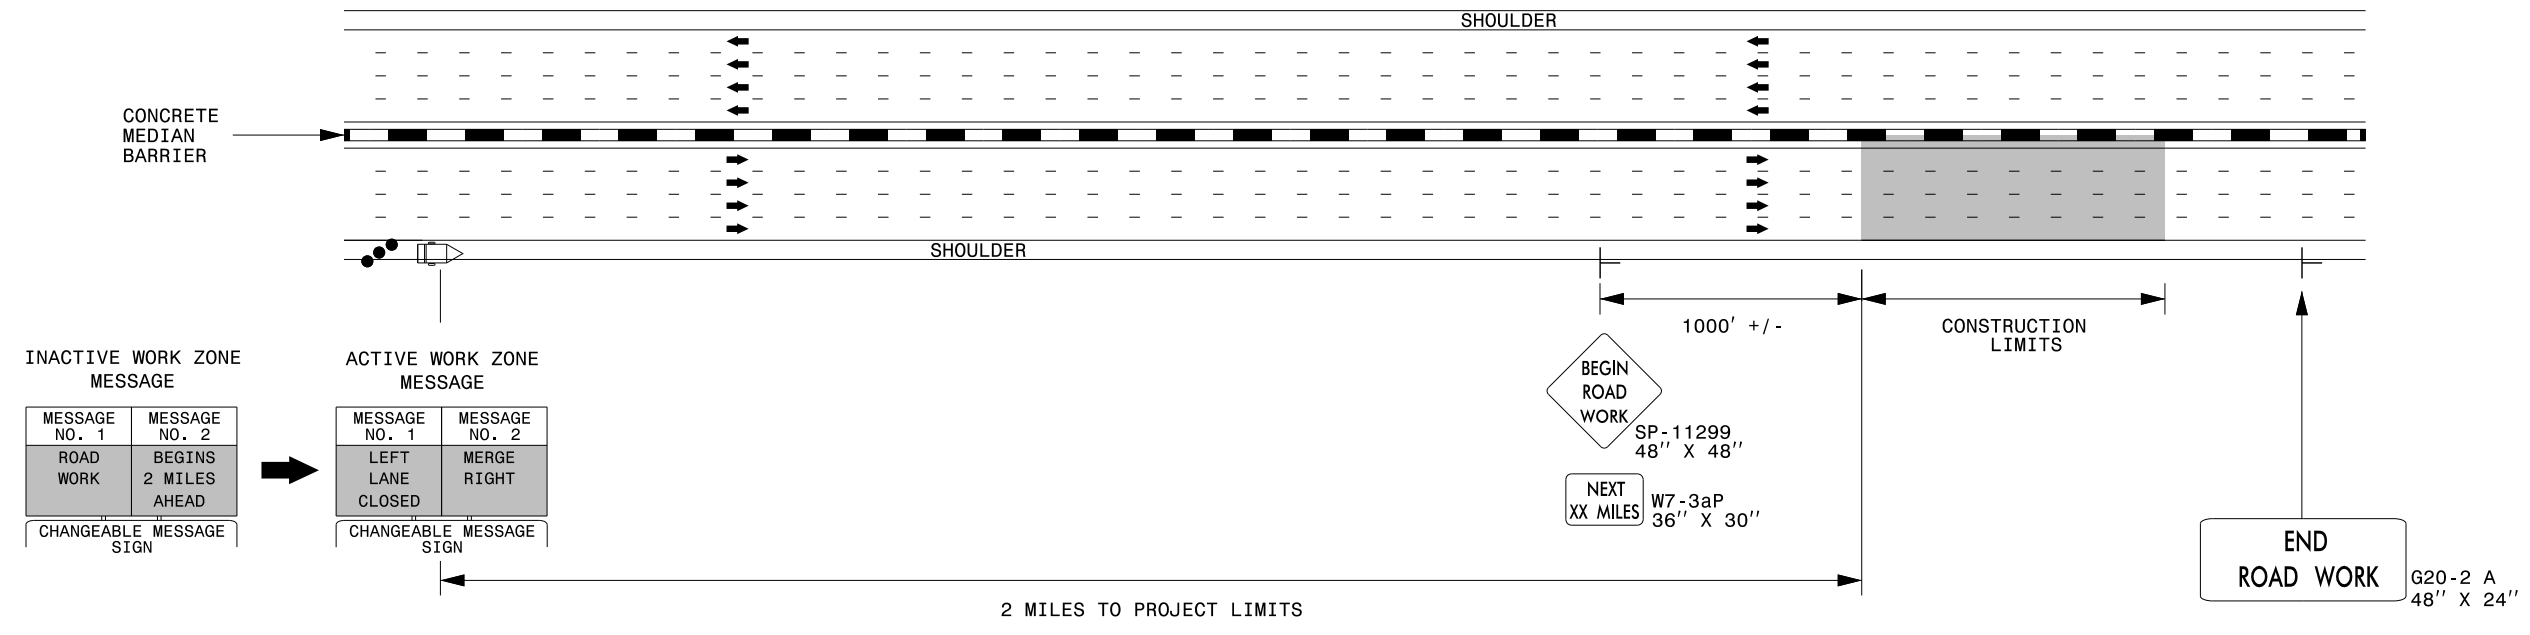 SHOULDER
CONCRETE
MEDIAN
BARRIER
SHOULDER
1000' +/-
CONSTRUCTION
LIMITS
INACTIVE WORK ZONE
MESSAGE
MESSAGE
NO. 1
MESSAGE
NO. 2
ROAD
WORK
BEGINS
2 MILES
AHEAD
CHANGEABLE MESSAGE
SIGN
ACTIVE WORK ZONE
MESSAGE
MESSAGE
NO. 1
MESSAGE
NO. 2
LEFT
LANE
CLOSED
MERGE
RIGHT
CHANGEABLE MESSAGE
SIGN
BEGIN
ROAD
WORK
SP-11299
48'' X 48''
NEXT
XX MILES
W7-3aP
36'' X 30''
END
ROAD WORK
G20-2 A
48'' X 24''
2 MILES TO PROJECT LIMITS